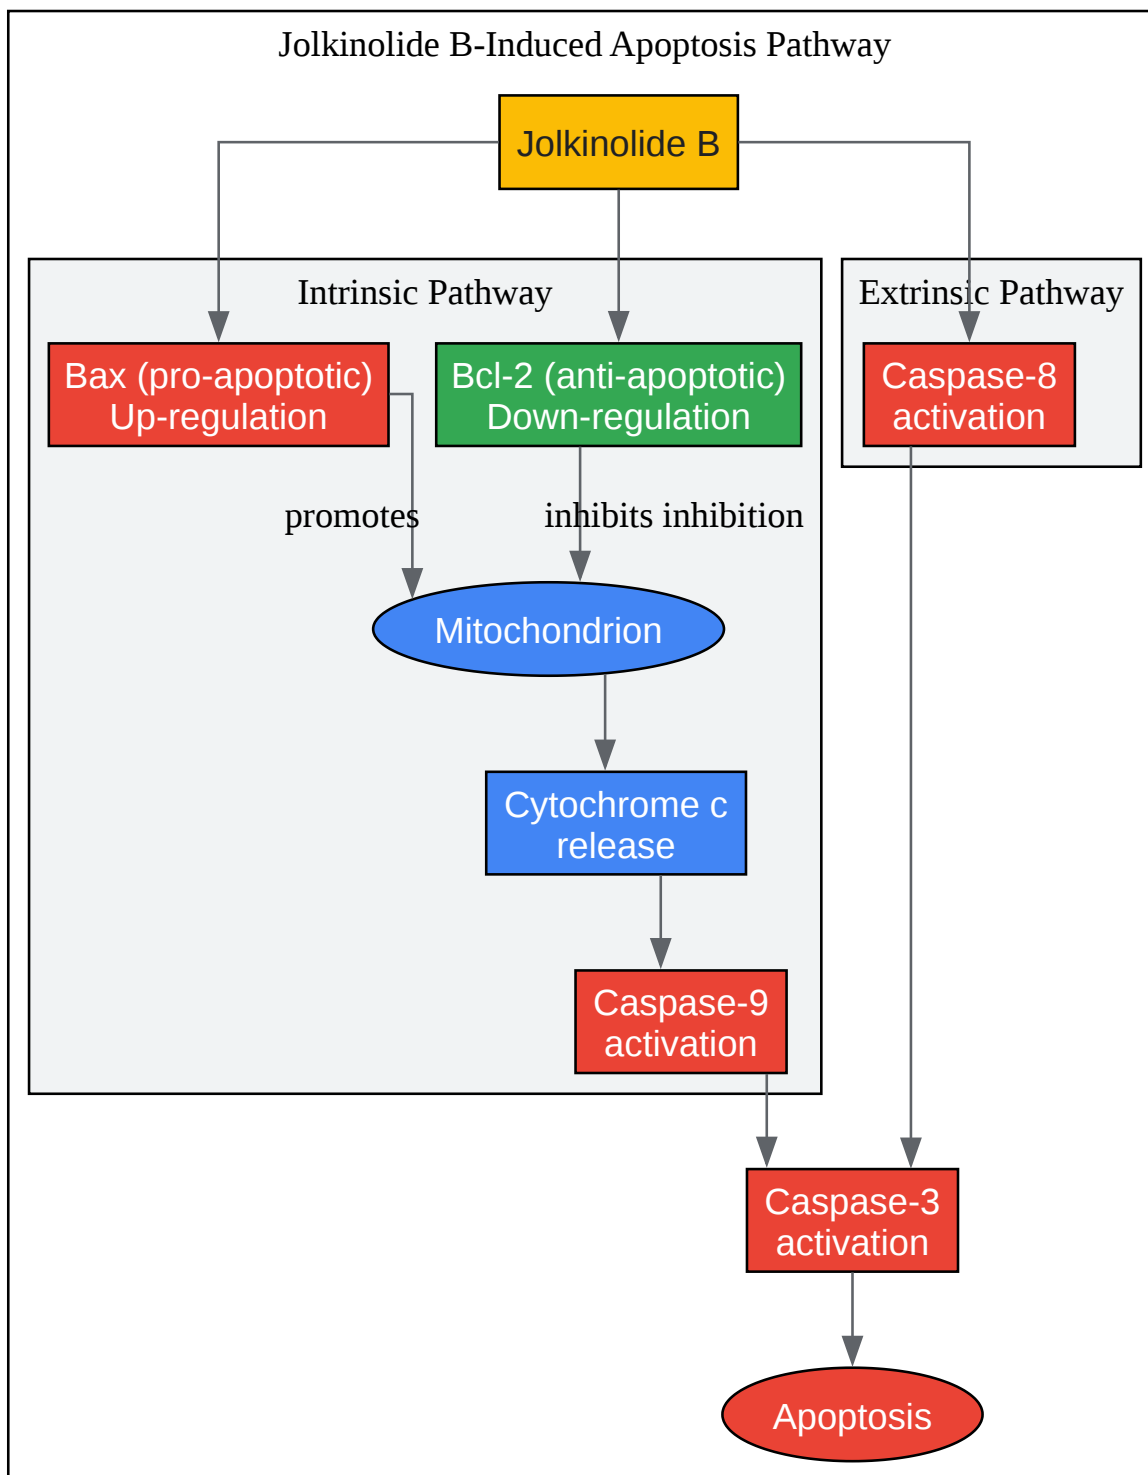 Jolkinolide B-Induced Apoptosis Pathway
Jolkinolide B
Intrinsic Pathway
Extrinsic Pathway
Bax (pro-apoptotic)
Up-regulation
Bcl-2 (anti-apoptotic)
Down-regulation
Caspase-8
activation
promotes
inhibits inhibition
Mitochondrion
Cytochrome c
release
Caspase-9
activation
Caspase-3
activation
Apoptosis